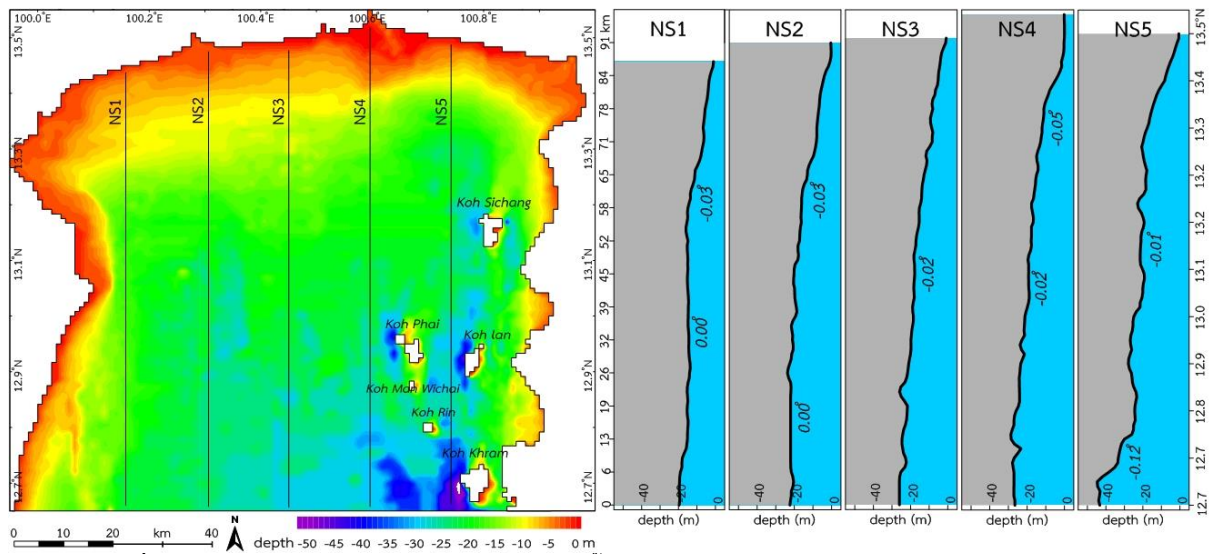 100.0°E 100.2°E 100.4°E 100.6°E 100.8°E
13.5°N 13.5°N
NS1 NS2 NS3 NS4 NS5
13.3°N 13.3°N
Koh Sichang
13.1°N 13.1°N
Koh Phai
Koh Lan
12.9°N 12.9°N
Koh Man Wichai
Koh Rin
Koh Khram
12.7°N 12.7°N
0 10 20 km 40
N
depth -50 -45 -40 -35 -30 -25 -20 -15 -10 -5 0 m
NS1 NS2 NS3 NS4 NS5
km
91
84
78
71
65
58
52
45
39
32
26
19
13
6
0
-0.03°
0.00°
-0.03°
0.00°
-0.02°
-0.05°
-0.02°
-0.01°
-0.12°
13.5°N
13.4
13.3
13.2
13.2
13.1
13.0
12.9
12.8
12.7
12.7
-40 -20 0 -40 -20 0 -40 -20 0 -40 -20 0 -40 -20 0
depth (m) depth (m) depth (m) depth (m) depth (m)